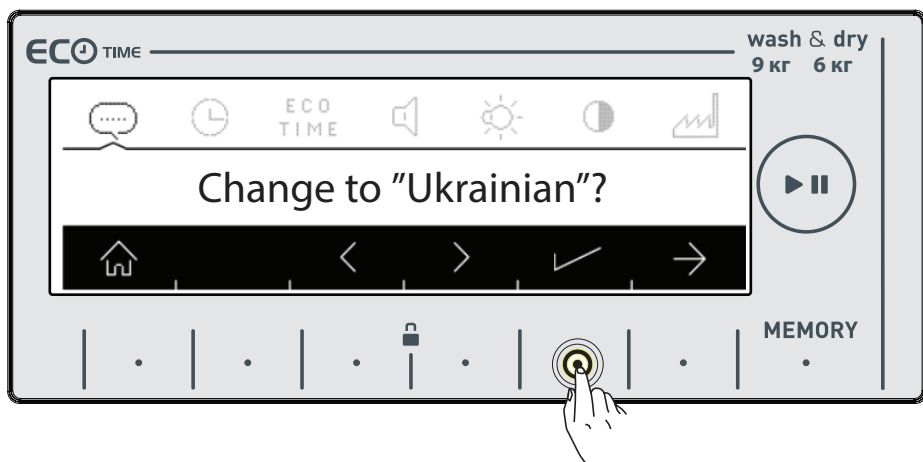 ECO TIME
wash & dry
9 кг 6 кг
ECO
TIME
Change to ”Ukrainian”?
MEMORY